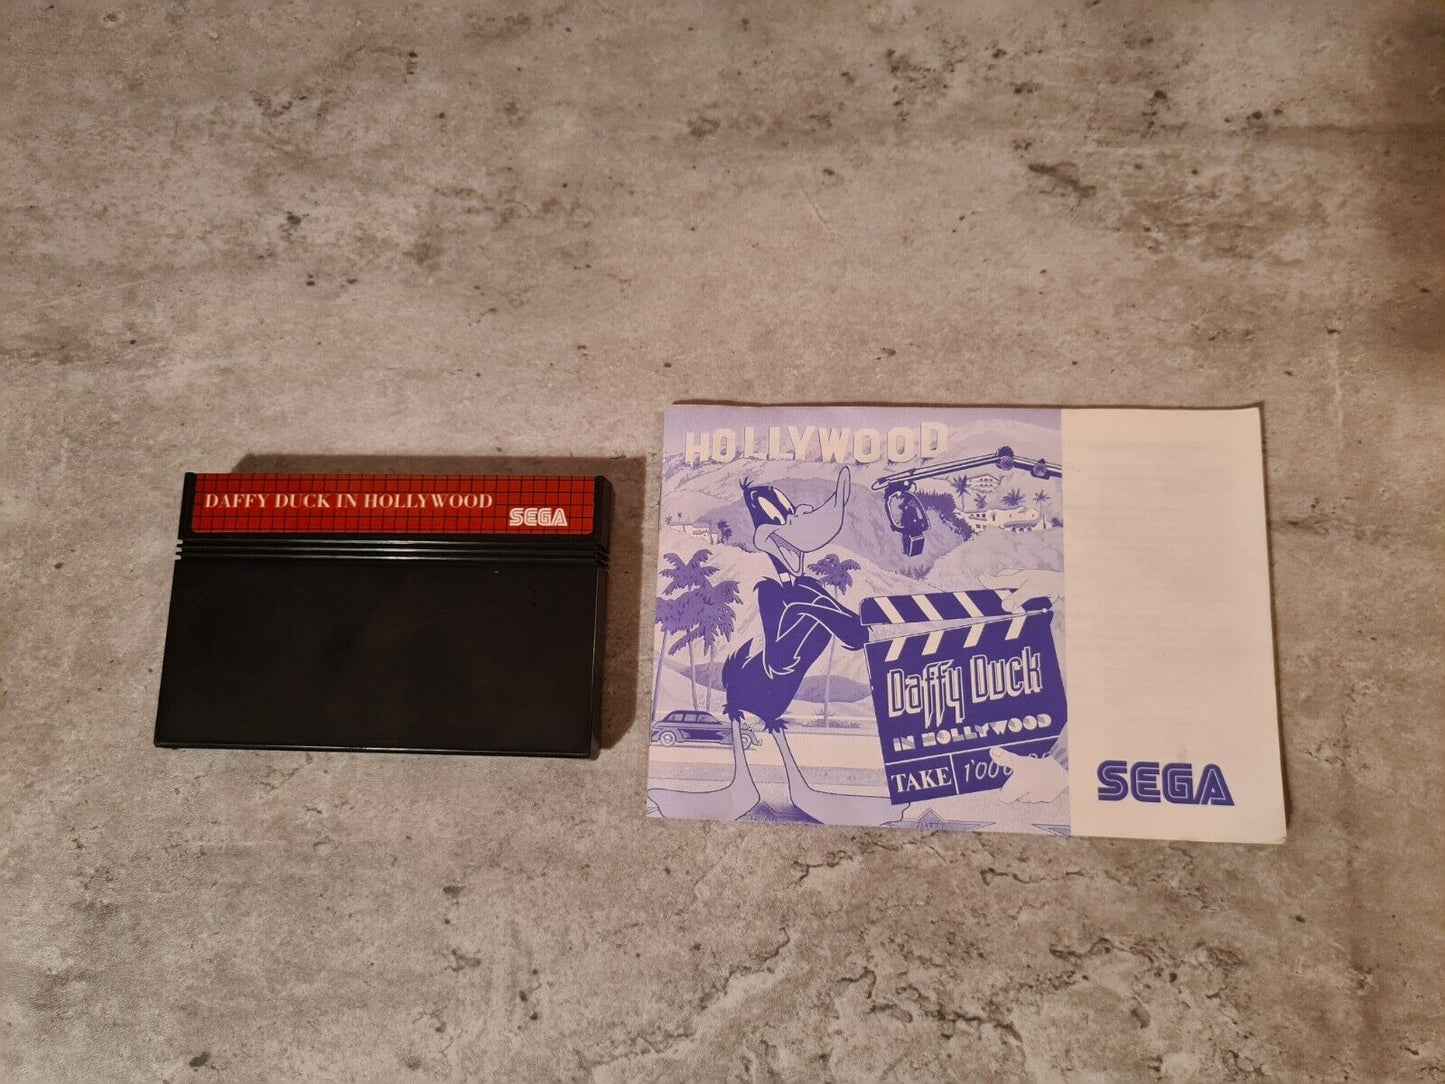 DAFFY DUCK IN HOLLYWOOD
SEGA
HOLLYWOOD
Daffy Duck
IN HOLLYWOOD
TAKE
SEGA